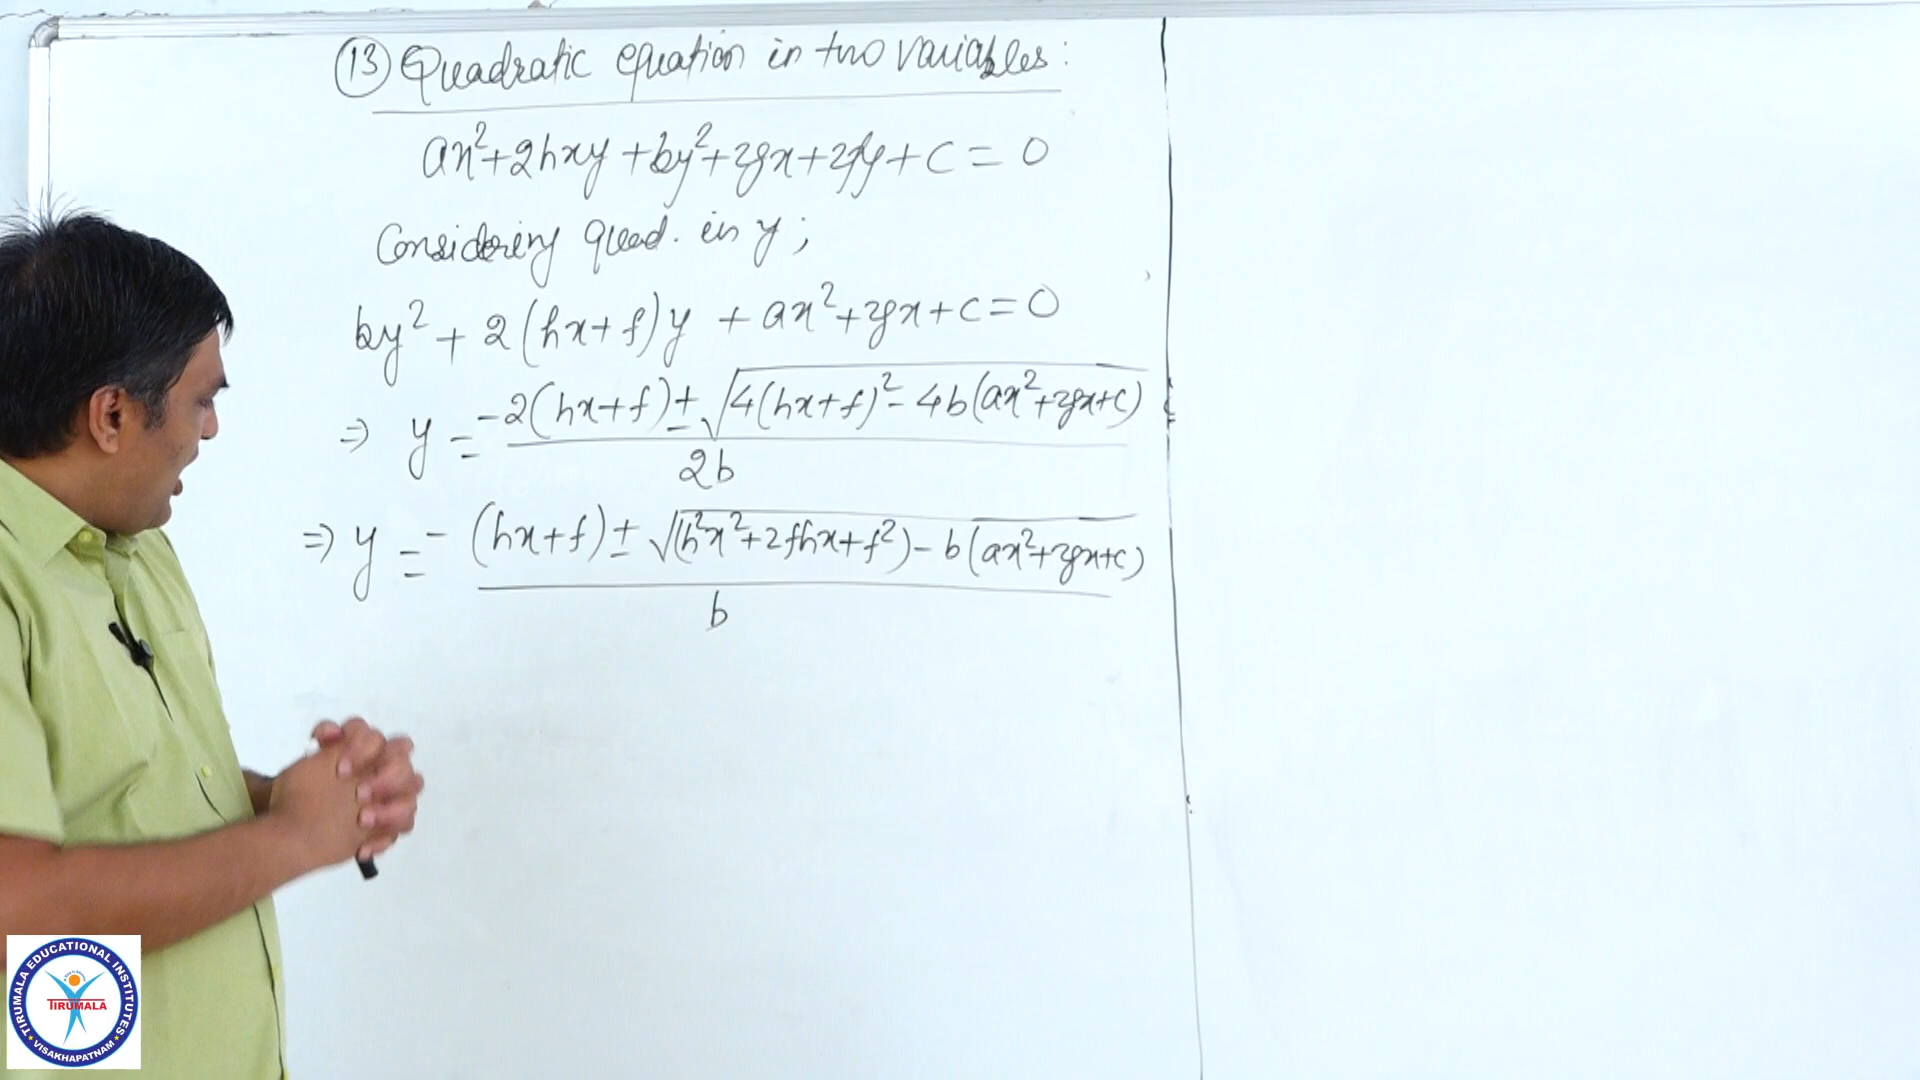 ⑬ Quadratic equation in two variables:
ax² + 2hxy + by² + 2gx + 2fy + c = 0
Considering quad. in y;
by² + 2(hx+f)y + ax² + 2gx + c = 0
⇒ y = -2(hx+f) ± √4(hx+f)² - 4b(ax²+2gx+c)
2b
⇒ y = -(hx+f) ± √(h²x²+2fhx+f²) - b(ax²+2gx+c)
b
TIRUMALA EDUCATIONAL INSTITUTES
TIRUMALA
★ VISAKHAPATNAM ★